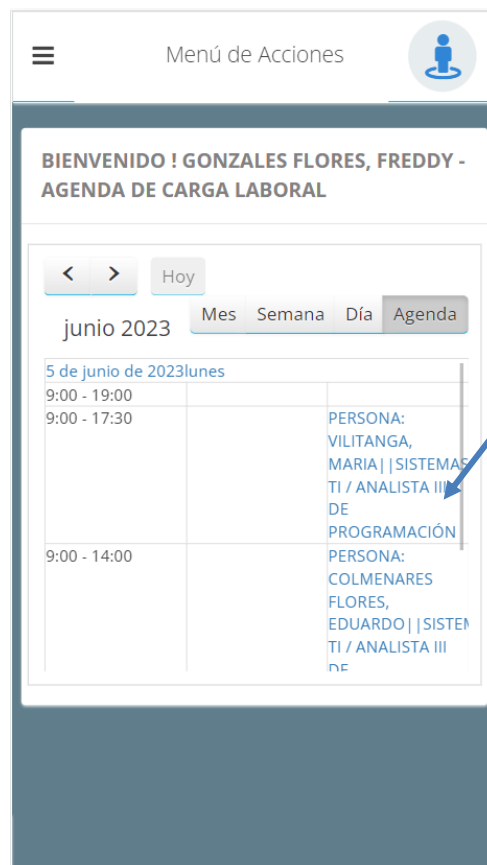 Menú de Acciones
BIENVENIDO ! GONZALES FLORES, FREDDY -
AGENDA DE CARGA LABORAL
Hoy
junio 2023
Mes Semana Día Agenda
5 de junio de 2023lunes
9:00 - 19:00
9:00 - 17:30
PERSONA:
VILITANGA,
MARIA||SISTEMAS
TI / ANALISTA III
DE
PROGRAMACIÓN
9:00 - 14:00
PERSONA:
COLMENARES
FLORES,
EDUARDO||SISTEM
TI / ANALISTA III
DE